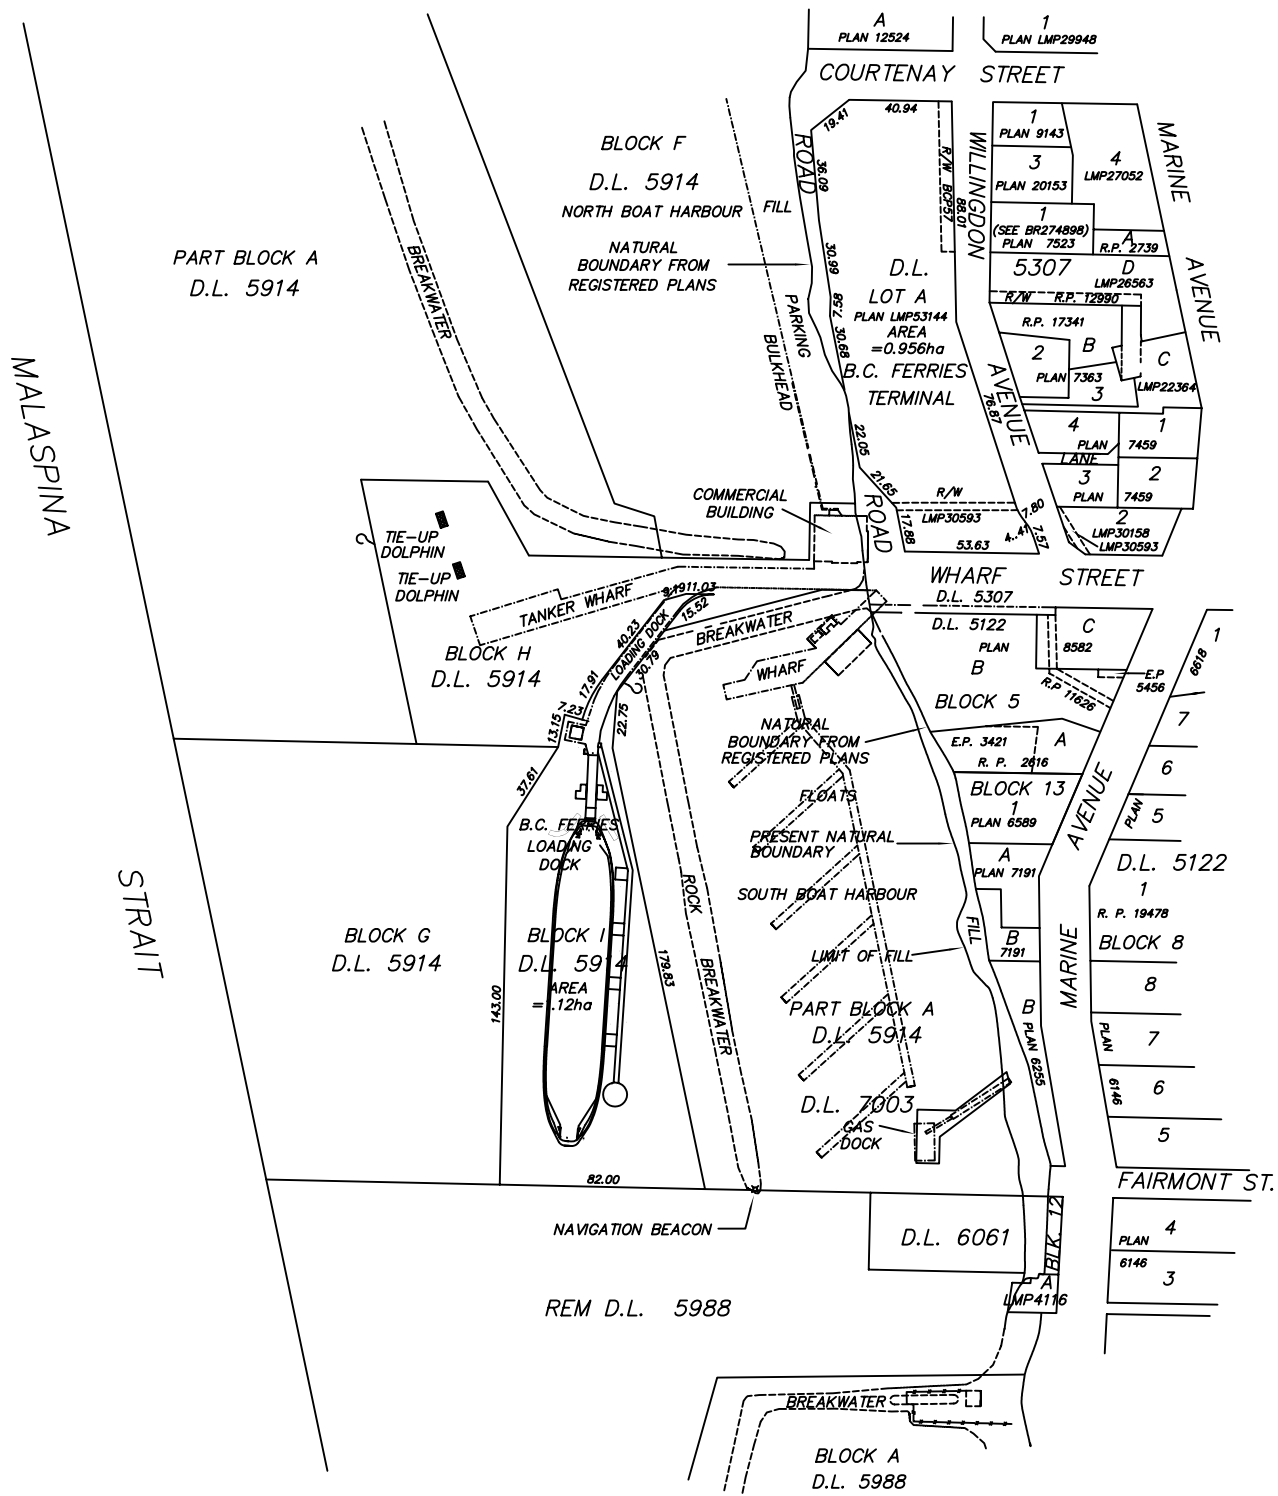 A
PLAN 12524
1
PLAN LMP29948
COURTENAY STREET
40.94
19.41
ROAD
36.09
R/W BCP57
88.01
WILLINGDON
1
PLAN 9143
3
PLAN 20153
4
LMP27052
MARINE
1
(SEE BR274898)
PLAN 7523
A
R.P. 2739
BLOCK F
D.L. 5914
NORTH BOAT HARBOUR
FILL
NATURAL
BOUNDARY FROM
REGISTERED PLANS
30.99
D.L.
5307
D
LMP26563
AVENUE
PART BLOCK A
D.L. 5914
BREAKWATER
PARKING
BULKHEAD
7.58
30.68
LOT A
PLAN LMP53144
AREA
=0.956ha
B.C. FERRIES
TERMINAL
R/W R.P. 12990
R.P. 17341
B
2
PLAN 7363
3
C
LMP22364
AVENUE
76.87
MALASPINA
22.05
4
PLAN 7459
1
LANE
3
PLAN 7459
2
21.65
R/W
LMP30593
ROAD
17.88
53.63
7.80
4.41
7.57
2
LMP30158
LMP30593
COMMERCIAL
BUILDING
TIE-UP
DOLPHIN
TIE-UP
DOLPHIN
WHARF STREET
D.L. 5307
TANKER WHARF
11.03
15.52
40.23
LOADING DOCK
30.79
BREAKWATER
D.L. 5122
PLAN
B
C
8582
1
6618
BLOCK H
D.L. 5914
WHARF
E.P
5456
R.P 11626
BLOCK 5
17.91
7.23
13.15
22.75
7
NATURAL
BOUNDARY FROM
REGISTERED PLANS
E.P. 3421
A
R. P. 2616
6
37.61
FLOATS
BLOCK 13
1
PLAN 6589
AVENUE
PLAN
5
B.C. FERRIES
LOADING
DOCK
PRESENT NATURAL
BOUNDARY
A
PLAN 7191
D.L. 5122
1
R. P. 19478
STRAIT
ROCK
SOUTH BOAT HARBOUR
FILL
BLOCK G
D.L. 5914
BLOCK I
D.L. 5914
LIMIT OF FILL
B
7191
BLOCK 8
MARINE
AREA
=1.12ha
179.83
BREAKWATER
8
143.00
PART BLOCK A
D.L. 5914
B
PLAN 6255
PLAN
7
6146
6
D.L. 7003
GAS
DOCK
5
FAIRMONT ST.
82.00
NAVIGATION BEACON
D.L. 6061
BLK. 12
4
PLAN
6146
3
A
LMP4116
REM D.L. 5988
BREAKWATER
BLOCK A
D.L. 5988